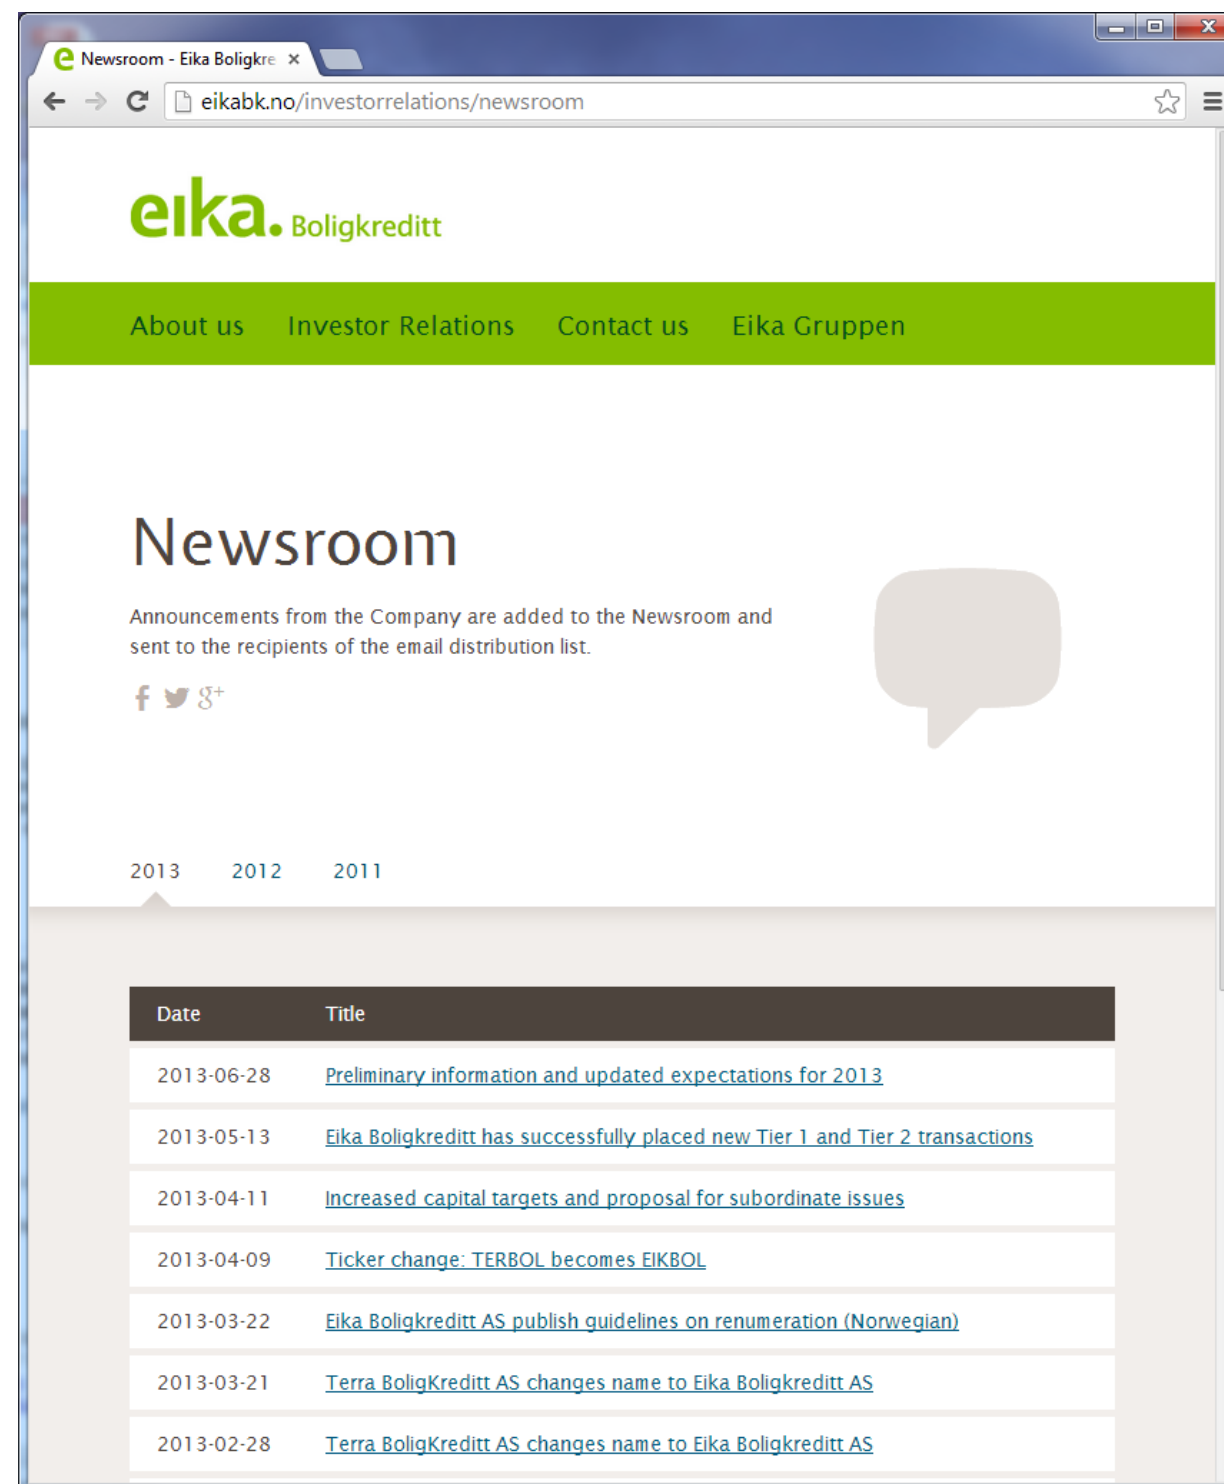 Newsroom - Eika Boligkre
eikabk.no/investorrelations/newsroom
eika. Boligkreditt
About us Investor Relations Contact us Eika Gruppen
Newsroom
Announcements from the Company are added to the Newsroom and
sent to the recipients of the email distribution list.
2013 2012 2011
Date Title
2013-06-28 Preliminary information and updated expectations for 2013
2013-05-13 Eika Boligkreditt has successfully placed new Tier 1 and Tier 2 transactions
2013-04-11 Increased capital targets and proposal for subordinate issues
2013-04-09 Ticker change: TERBOL becomes EIKBOL
2013-03-22 Eika Boligkreditt AS publish guidelines on renumeration (Norwegian)
2013-03-21 Terra BoligKreditt AS changes name to Eika Boligkreditt AS
2013-02-28 Terra BoligKreditt AS changes name to Eika Boligkreditt AS